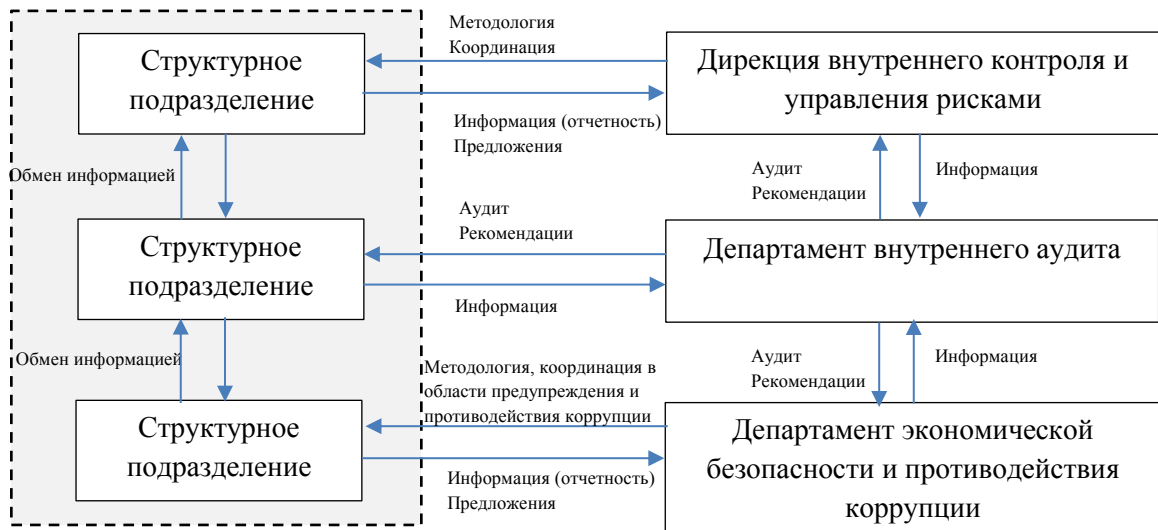 Методология
Координация
Структурное
подразделение
Дирекция внутреннего контроля и
управления рисками
Информация (отчетность)
Предложения
Обмен информацией
Аудит
Рекомендации
Информация
Аудит
Рекомендации
Структурное
подразделение
Департамент внутреннего аудита
Информация
Обмен информацией
Методология, координация в
области предупреждения и
противодействия коррупции
Аудит
Рекомендации
Информация
Структурное
подразделение
Департамент экономической
безопасности и противодействия
коррупции
Информация (отчетность)
Предложения